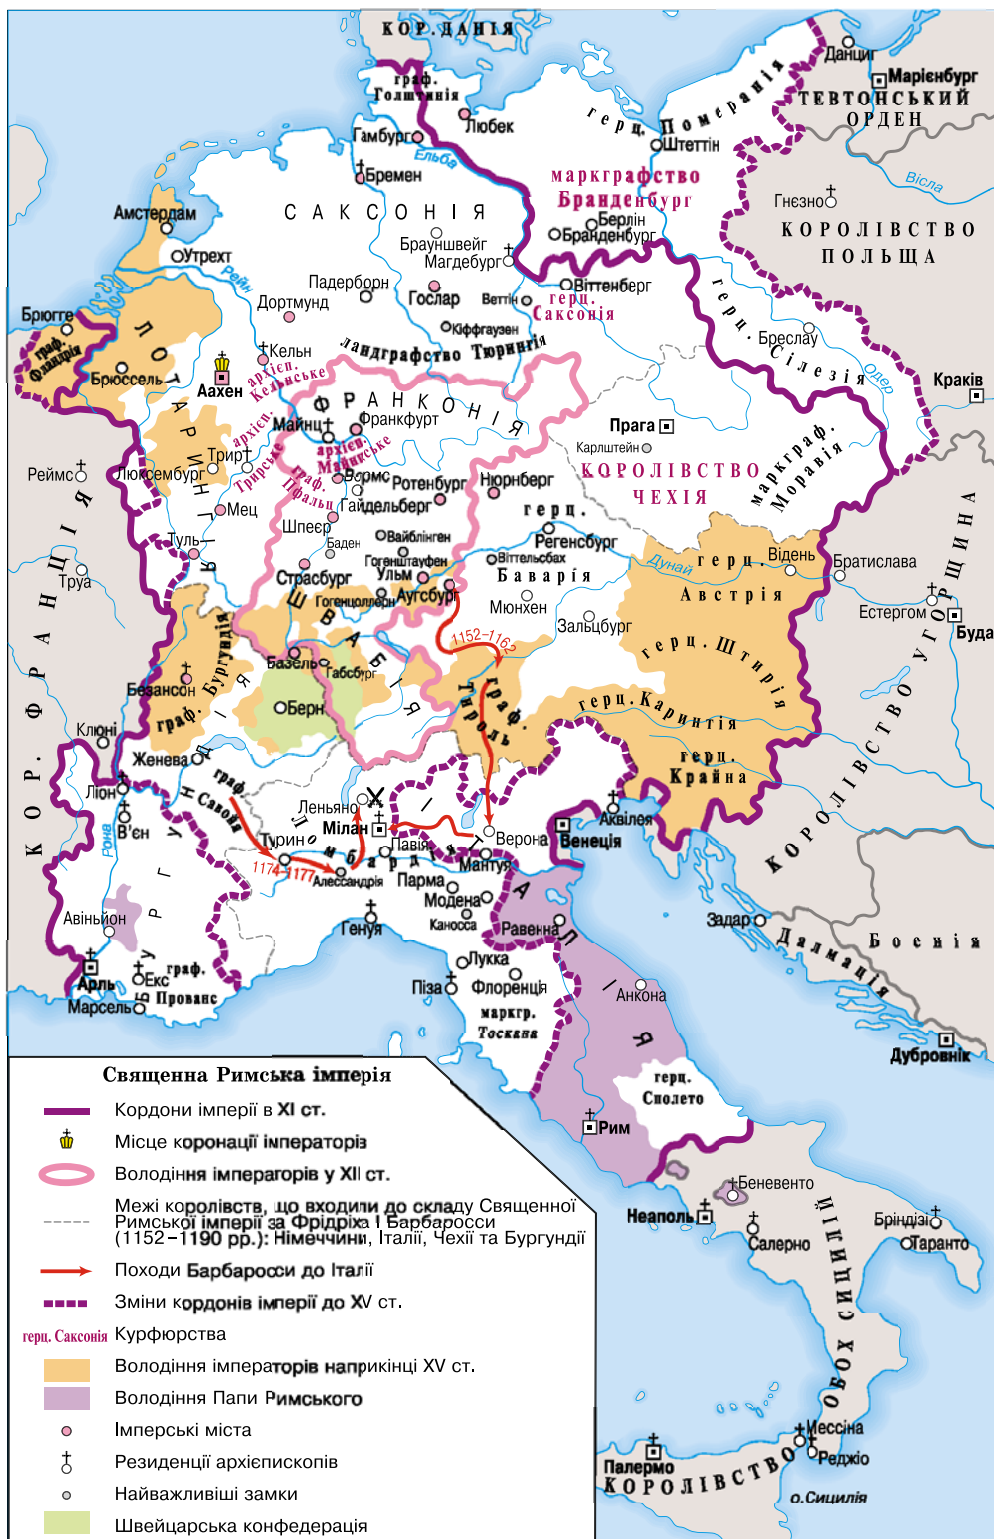 КОР. ДАНІЯ
граф.
Голштинія
Данциг
Марієнбург
ТЕВТОНСЬКИЙ
ОРДЕН
герц. Померанія
Любек
Гамбург
Ельба
Штеттін
Бремен
маркграфство
Бранденбург
Вісла
Гнєзно
КОРОЛІВСТВО
ПОЛЬЩА
САКСОНІЯ
Амстердам
Берлін
Бранденбург
Брауншвейг
Магдебург
Утрехт
Рейн
Падерборн
Гослар
Веттін
Віттенберг
герц.
Саксонія
Дортмунд
Брюгге
граф.
Фландрія
Кіффгаузен
ландграфство Тюрингія
герц. Сілезія
Бреслау
Одер
ЛОТАРИНГІЯ
Брюссель
Кельн
архієп.
Кельнське
Аахен
Краків
ФРАНКОНІЯ
Франкфурт
Майнц
архієп.
Майнцське
Прага
Карлштейн
КОРОЛІВСТВО
ЧЕХІЯ
маркграф.
Моравія
архієп.
Трирське
Трир
Люксембург
Реймс
граф.
Пфальц
Вормс
Ротенбург
Нюрнберг
Гайдельберг
Мец
Шпеєр
герц.
Баварія
Регенсбург
Вайблінген
Баден
Гогенштауфен
Віттельсбах
Туль
Страсбург
Ульм
Аугсбург
Гогенцоллерн
Мюнхен
Зальцбург
Дунай
герц.
Австрія
Відень
Братислава
Естергом
Буда
КОРОЛІВСТВО УГОРЩИНА
КОР. ФРАНЦІЯ
Труа
ШВАБІЯ
1152–1162
герц. Штирія
граф. Бургундія
Базель
Габсбург
Безансон
Берн
граф.
Тироль
герц. Каринтія
герц.
Крайна
Клюні
Женева
БУРГУНДІЯ
Ліон
В'єн
Рона
граф.
Савойя
Леньяно
Мілан
Ломбардія
Турин
Павія
1174–1177
Алессандрія
Верона
Венеція
Аквілея
Мантуя
Парма
Модена
Каносса
ІТАЛІЯ
Генуя
Равенна
Авіньйон
Арль
Екс
граф.
Прованс
Марсель
Лукка
Флоренція
Піза
маркгр.
Тоскана
Анкона
Задар
Далмація
Боснія
Дубровнік
герц.
Сполето
Рим
Беневенто
Неаполь
Салерно
Бріндізі
Таранто
КОРОЛІВСТВО ОБОХ СИЦИЛІЙ
Мессіна
Реджіо
Палермо
о.Сицилія
Священна Римська імперія
Кордони імперії в XI ст.
Місце коронації імператорів
Володіння імператорів у XII ст.
Межі королівств, що входили до складу Священної
Римської імперії за Фрідріха I Барбаросси
(1152–1190 рр.): Німеччини, Італії, Чехії та Бургундії
Походи Барбаросси до Італії
Зміни кордонів імперії до XV ст.
герц. Саксонія Курфюрства
Володіння імператорів наприкінці XV ст.
Володіння Папи Римського
Імперські міста
Резиденції архієпископів
Найважливіші замки
Швейцарська конфедерація